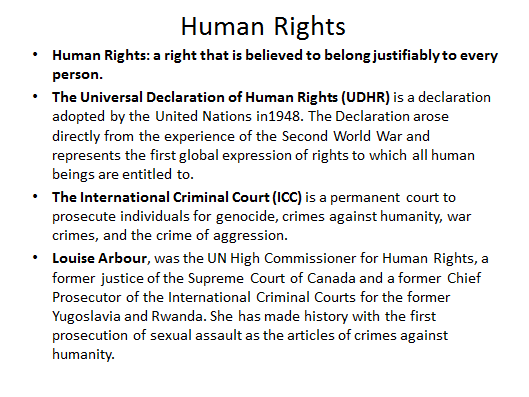 Human Rights
• Human Rights: a right that is believed to belong justifiably to every
person.
• The Universal Declaration of Human Rights (UDHR) is a declaration
adopted by the United Nations in1948. The Declaration arose
directly from the experience of the Second World War and
represents the first global expression of rights to which all human
beings are entitled to.
• The International Criminal Court (ICC) is a permanent court to
prosecute individuals for genocide, crimes against humanity, war
crimes, and the crime of aggression.
• Louise Arbour, was the UN High Commissioner for Human Rights, a
former justice of the Supreme Court of Canada and a former Chief
Prosecutor of the International Criminal Courts for the former
Yugoslavia and Rwanda. She has made history with the first
prosecution of sexual assault as the articles of crimes against
humanity.